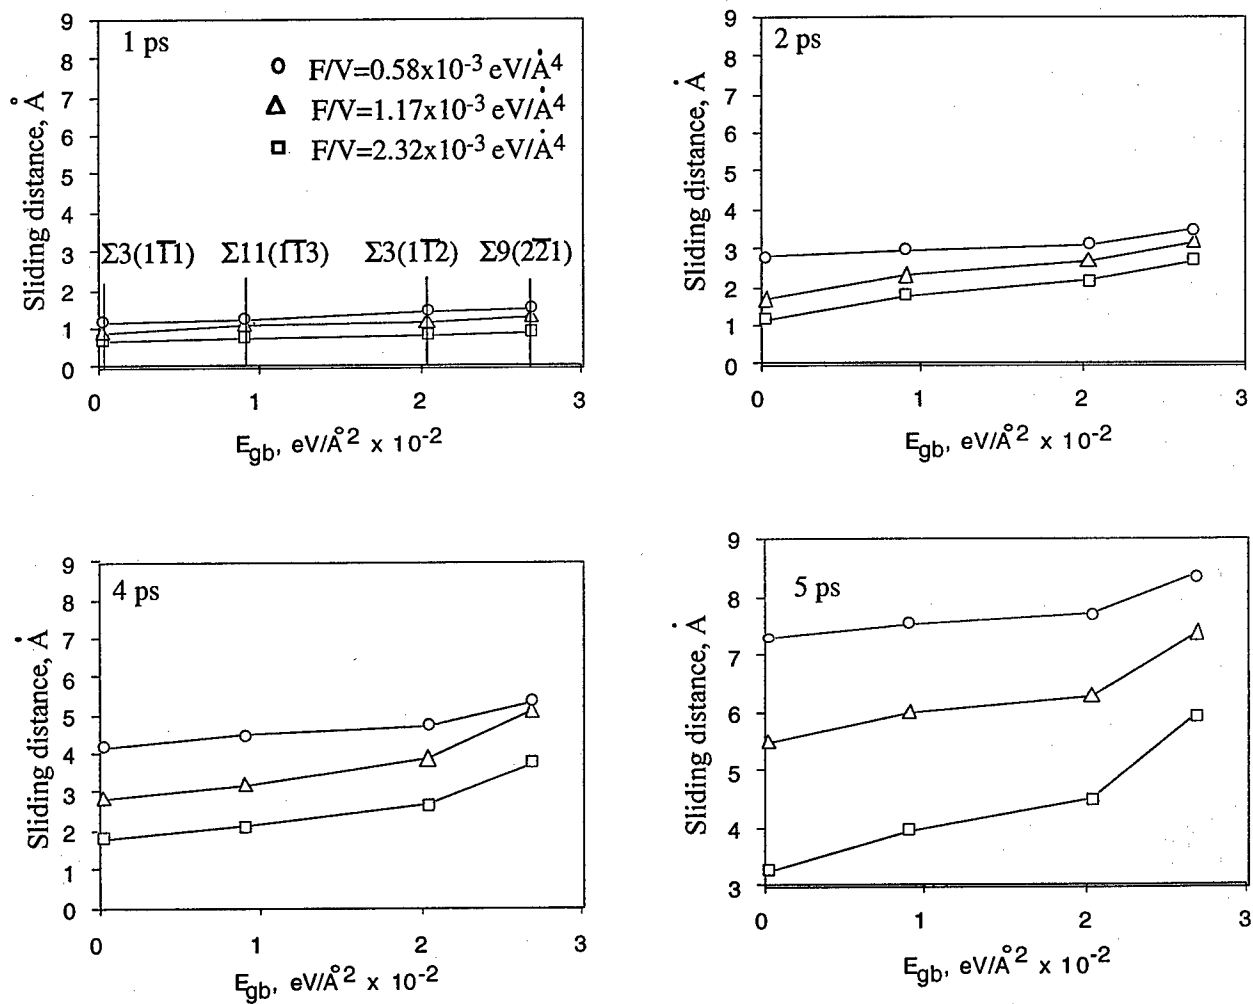 1 ps
F/V=0.58x10⁻³ eV/Å⁴
F/V=1.17x10⁻³ eV/Å⁴
F/V=2.32x10⁻³ eV/Å⁴
Σ3(11̅1̅) Σ11(1̅1̅3) Σ3(11̅2) Σ9(22̅1)
Sliding distance, Å
9
8
7
6
5
4
3
2
1
0
0 1 2 3
E_gb, eV/Å² x 10⁻²
2 ps
Sliding distance, Å
9
8
7
6
5
4
3
2
1
0
0 1 2 3
E_gb, eV/Å² x 10⁻²
4 ps
Sliding distance, Å
9
8
7
6
5
4
3
2
1
0
0 1 2 3
E_gb, eV/Å² x 10⁻²
5 ps
Sliding distance, Å
9
8
7
6
5
4
3
0 1 2 3
E_gb, eV/Å² x 10⁻²